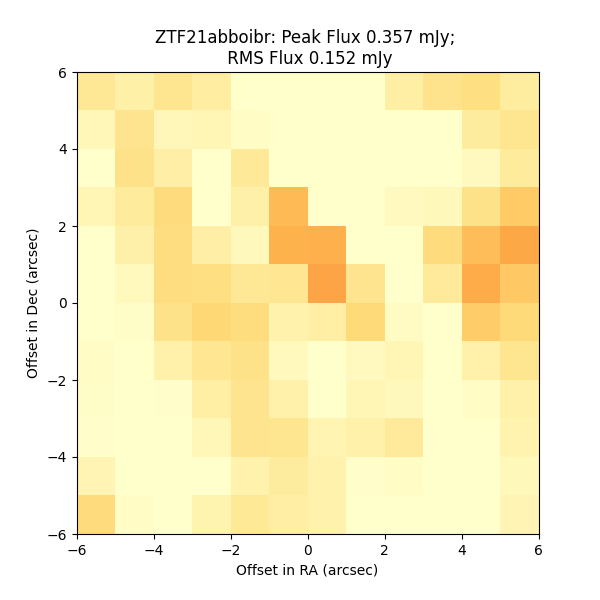 ZTF21abboibr: Peak Flux 0.357 mJy;
RMS Flux 0.152 mJy
6
4
2
0
−2
−4
−6
Offset in Dec (arcsec)
−6 −4 −2 0 2 4 6
Offset in RA (arcsec)